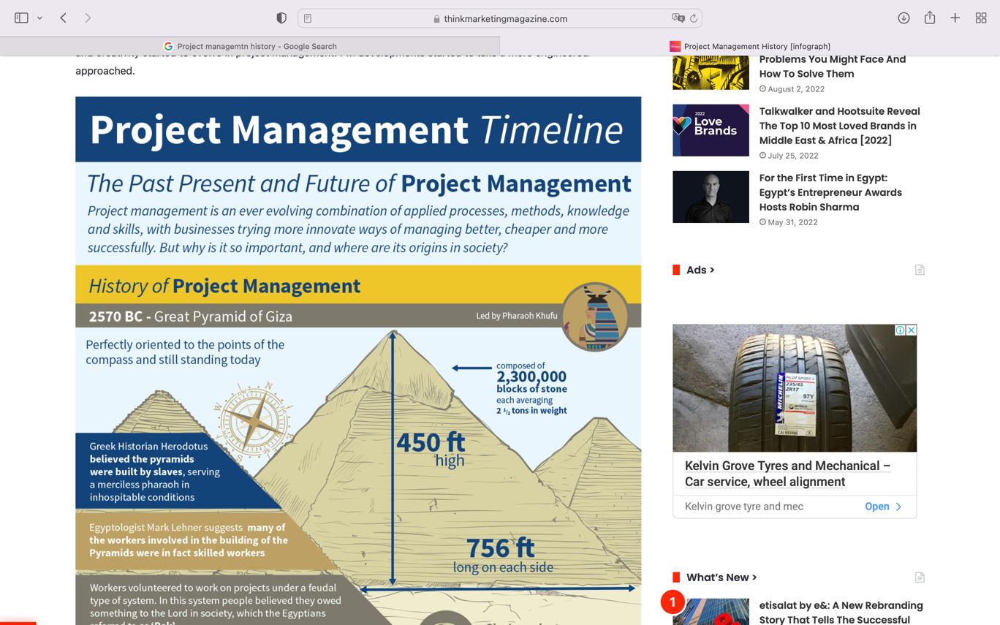 thinkmarketingmagazine.com
Project managemtn history - Google Search
Project Management History [infograph]
approached.
Project Management Timeline
The Past Present and Future of Project Management
Project management is an ever evolving combination of applied processes, methods, knowledge
and skills, with businesses trying more innovate ways of managing better, cheaper and more
successfully. But why is it so important, and where are its origins in society?
History of Project Management
2570 BC - Great Pyramid of Giza
Led by Pharaoh Khufu
Perfectly oriented to the points of the
compass and still standing today
N
W
S
composed of
2,300,000
blocks of stone
each averaging
2 1/2 tons in weight
450 ft
high
Greek Historian Herodotus
believed the pyramids
were built by slaves, serving
a merciless pharaoh in
inhospitable conditions
Egyptologist Mark Lehner suggests many of
the workers involved in the building of the
Pyramids were in fact skilled workers
756 ft
long on each side
Workers volunteered to work on projects under a feudal
type of system. In this system people believed they owed
something to the Lord in society, which the Egyptians
Problems You Might Face And
How To Solve Them
August 2, 2022
2022
Love
Brands
Talkwalker and Hootsuite Reveal
The Top 10 Most Loved Brands in
Middle East & Africa [2022]
July 25, 2022
For the First Time in Egypt:
Egypt's Entrepreneur Awards
Hosts Robin Sharma
May 31, 2022
Ads >
MICHELIN
PILOT SPORT 4
235/45
ZR17
97Y
Kelvin Grove Tyres and Mechanical –
Car service, wheel alignment
Kelvin grove tyre and mec
Open
What's New >
1
etisalat by e&: A New Rebranding
Story That Tells The Successful